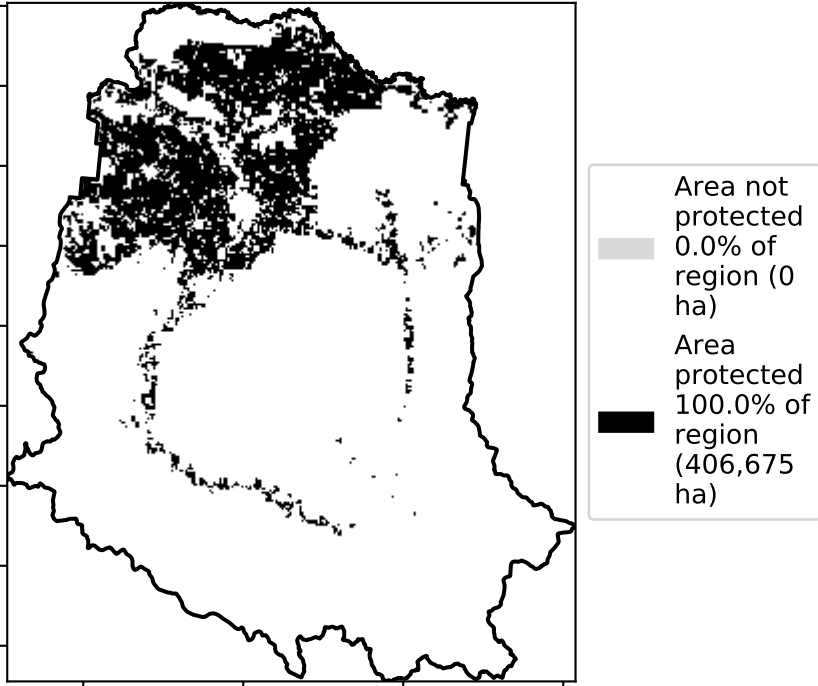 Area not
protected
0.0% of
region (0
ha)
Area
protected
100.0% of
region
(406,675
ha)